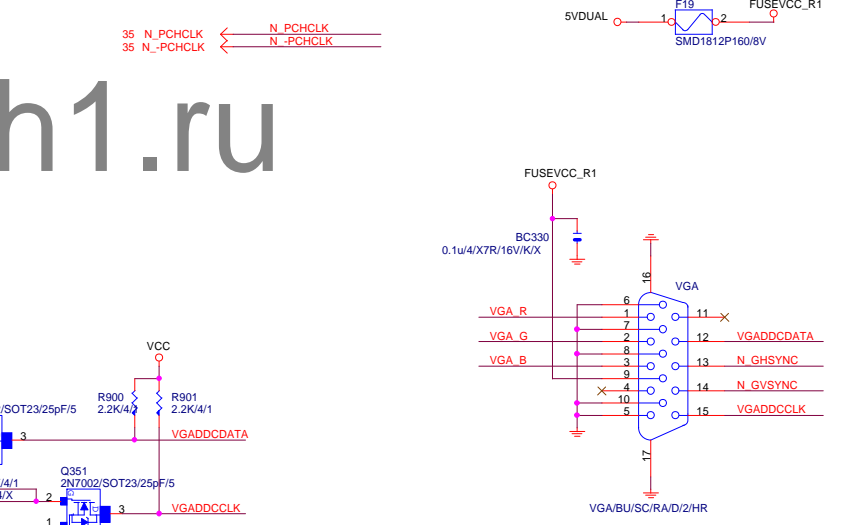 F19
FUSEVCC_R1
5VDUAL
1
2
SMD1812P160/8V
35 N_PCHCLK
N_PCHCLK
35 N_-PCHCLK
N_-PCHCLK
h1.ru
FUSEVCC_R1
BC330
0.1u/4/X7R/16V/K/X
16
VGA
6
VGA_R
1
11
7
VGA_G
2
12
VGADDCDATA
8
VGA_B
3
13
N_GHSYNC
9
4
14
N_GVSYNC
10
5
15
VGADDCCLK
17
VGA/BU/SC/RA/D/2/HR
VCC
R900
2.2K/4/
R901
2.2K/4/1
/SOT23/25pF/5
3
VGADDCDATA
Q351
2N7002/SOT23/25pF/5
/4/1
4/X
2
G
D
3
VGADDCCLK
1